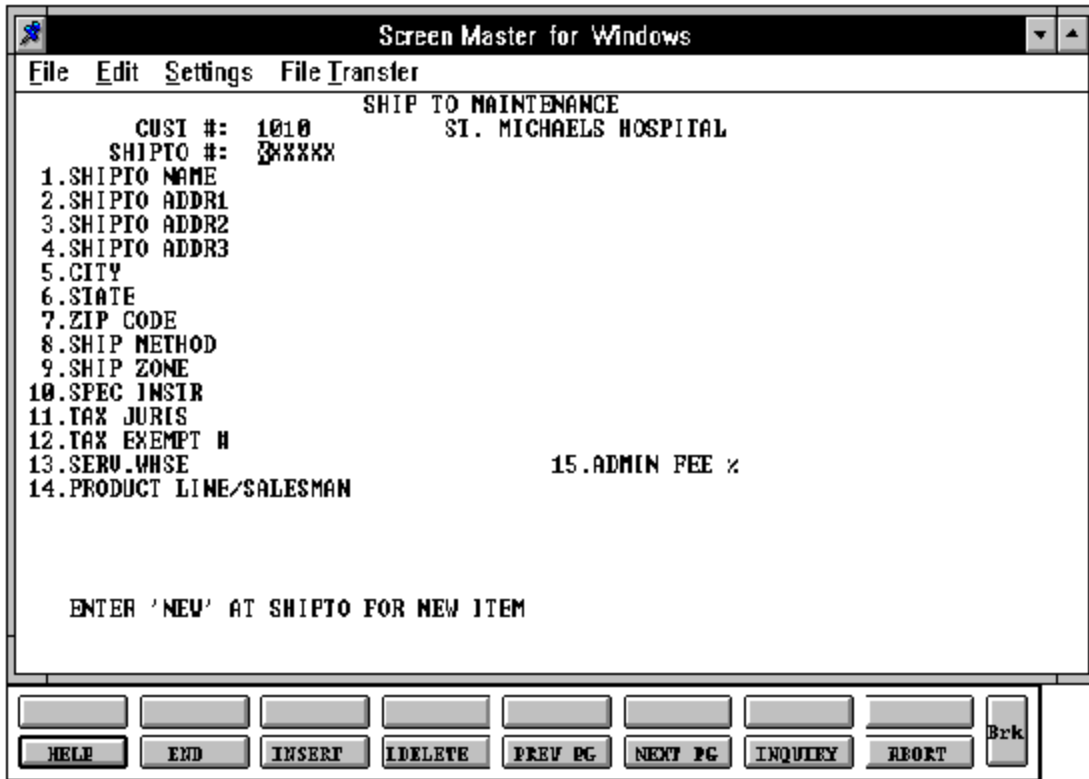 Screen Master for Windows
File Edit Settings File Transfer
SHIP TO MAINTENANCE
CUST #: 1010 ST. MICHAELS HOSPITAL
SHIPTO #: XXXXXX
1.SHIPTO NAME
2.SHIPTO ADDR1
3.SHIPTO ADDR2
4.SHIPTO ADDR3
5.CITY
6.STATE
7.ZIP CODE
8.SHIP METHOD
9.SHIP ZONE
10.SPEC INSTR
11.TAX JURIS
12.TAX EXEMPT #
13.SERV.WHSE 15.ADMIN FEE %
14.PRODUCT LINE/SALESMAN
ENTER 'NEW' AT SHIPTO FOR NEW ITEM
HELP END INSERT IDELETE PREV PG NEXT PG INQUIRY ABORT Brk